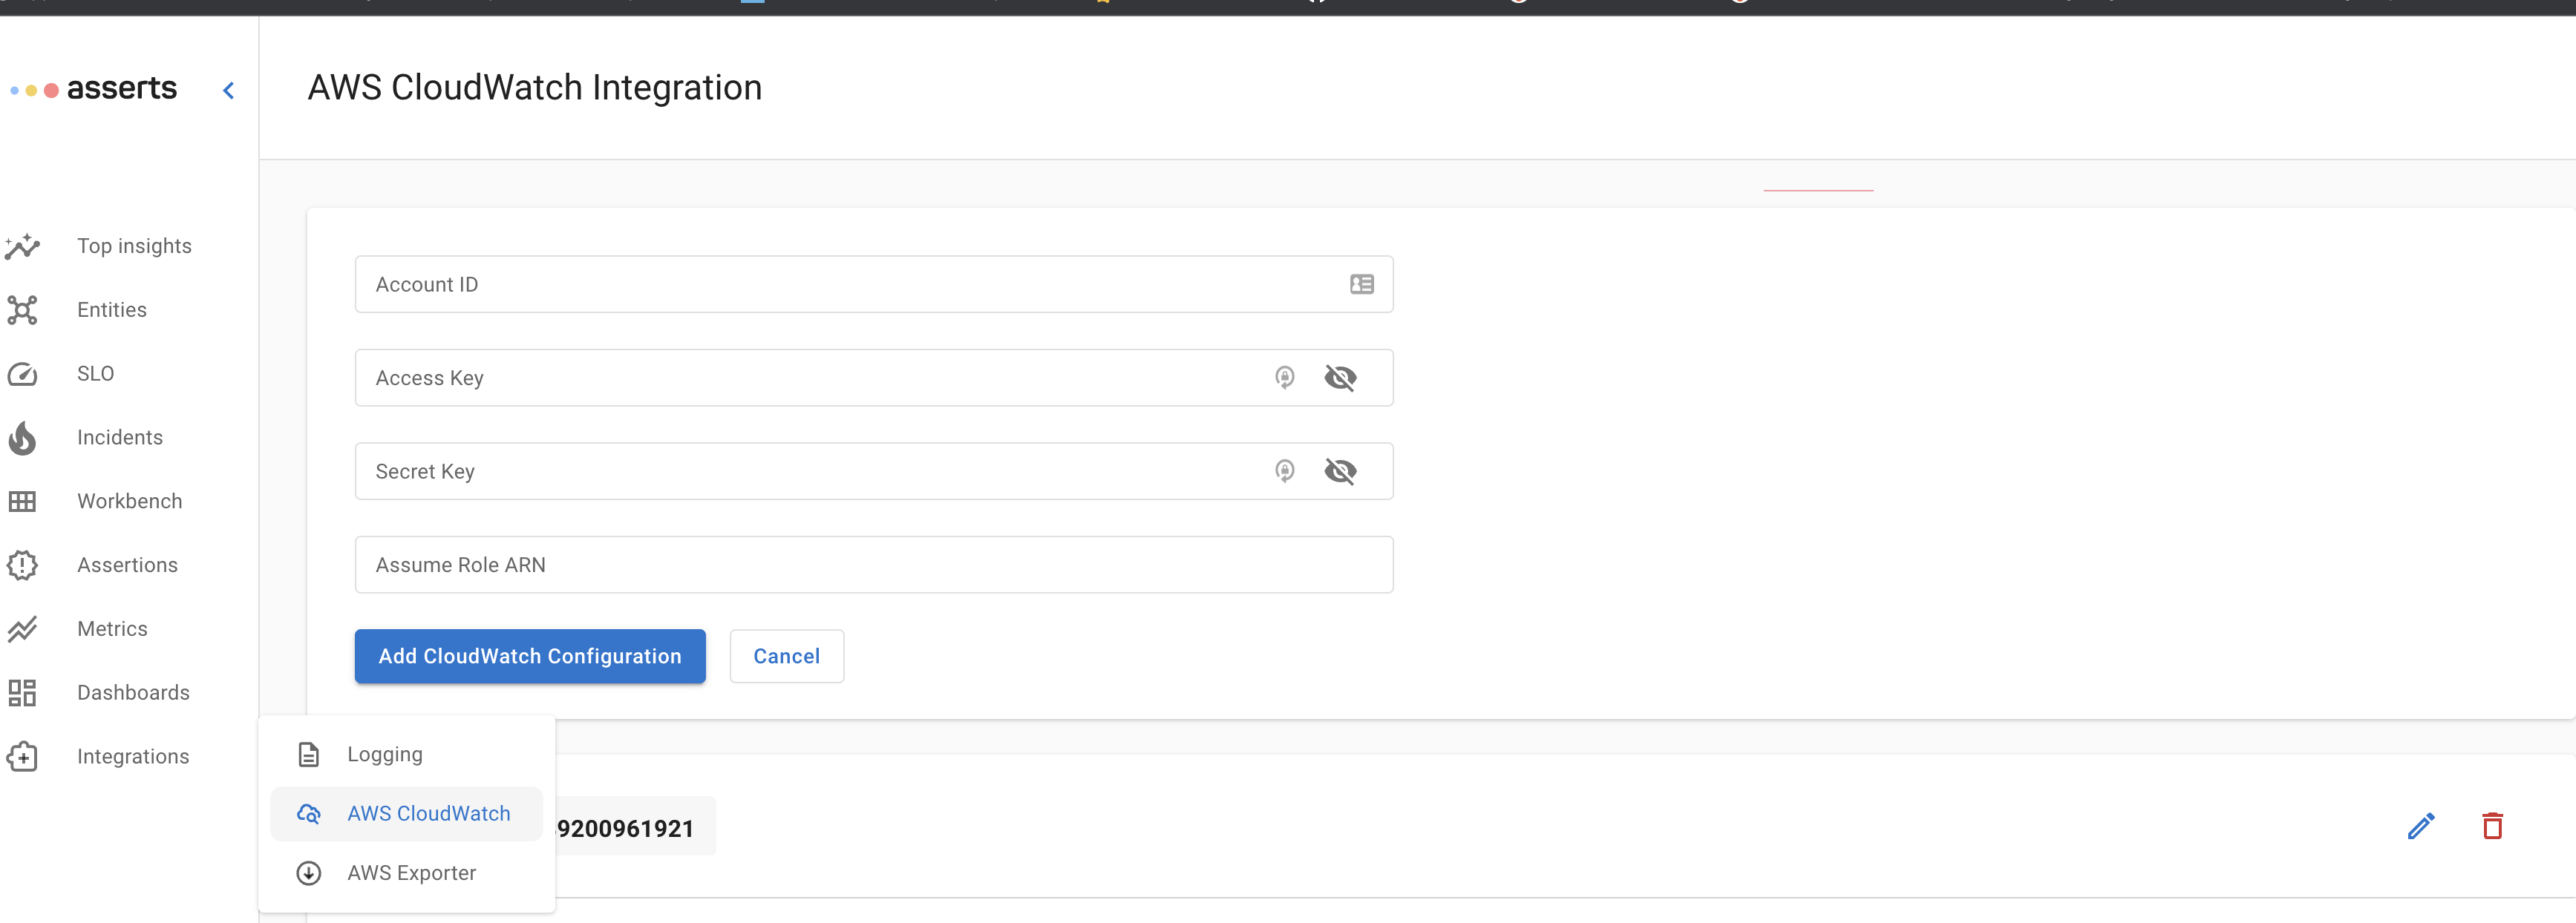 asserts
AWS CloudWatch Integration
Top insights
Entities
SLO
Incidents
Workbench
Assertions
Metrics
Dashboards
Integrations
Account ID
Access Key
Secret Key
Assume Role ARN
Add CloudWatch Configuration
Cancel
Logging
AWS CloudWatch
AWS Exporter
9200961921